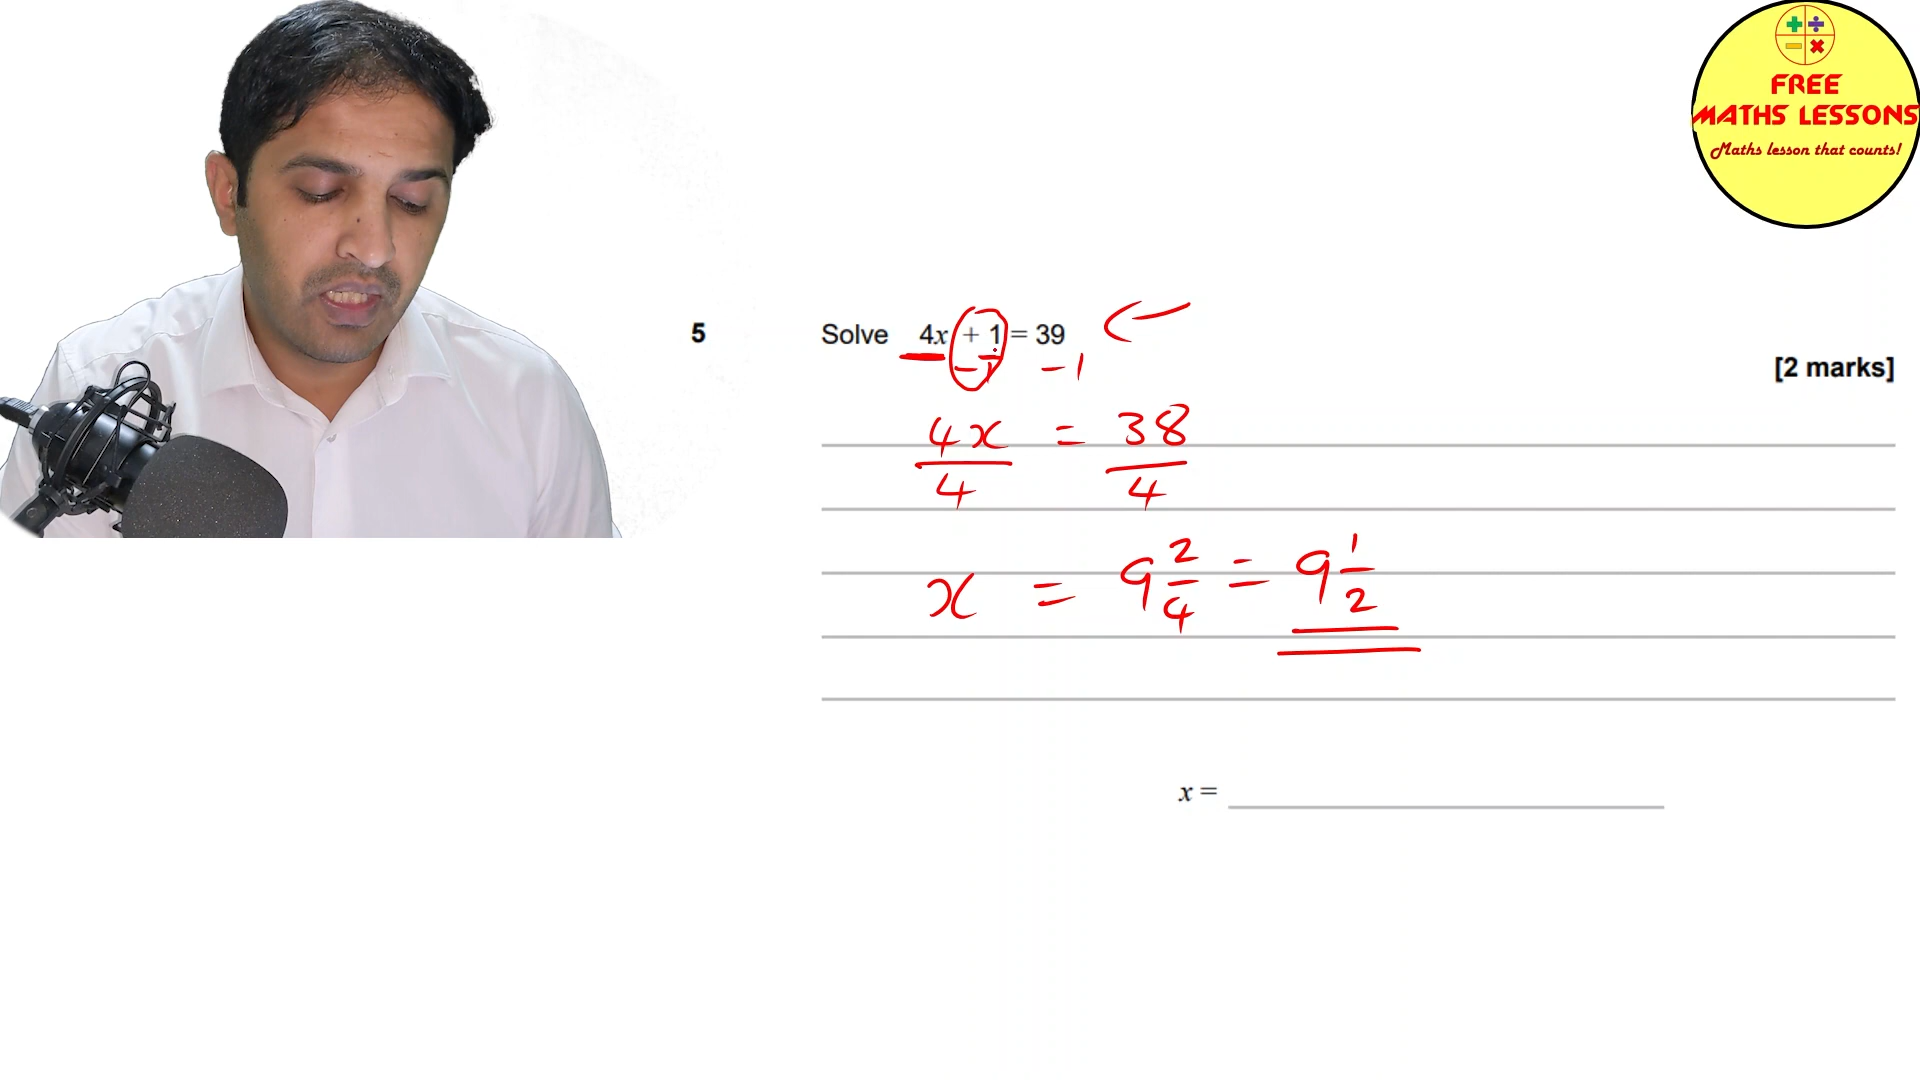 FREE
MATHS LESSONS
Maths lesson that counts!
5 Solve 4x + 1 = 39
[2 marks]
-1 -1
4x = 38
4 4
x = 9 2/4 = 9 1/2
x =